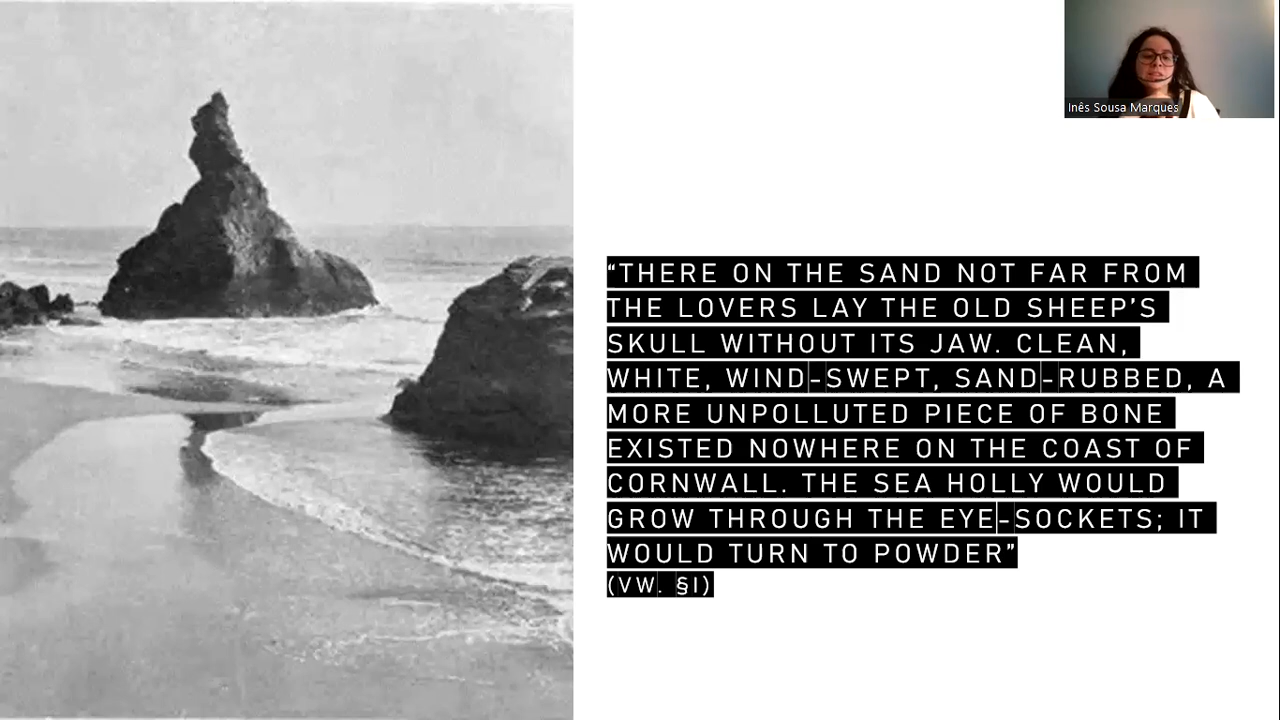 Inês Sousa Marques
“THERE ON THE SAND NOT FAR FROM
THE LOVERS LAY THE OLD SHEEP’S
SKULL WITHOUT ITS JAW. CLEAN,
WHITE, WIND-SWEPT, SAND-RUBBED, A
MORE UNPOLLUTED PIECE OF BONE
EXISTED NOWHERE ON THE COAST OF
CORNWALL. THE SEA HOLLY WOULD
GROW THROUGH THE EYE-SOCKETS; IT
WOULD TURN TO POWDER”
(VW. §I)